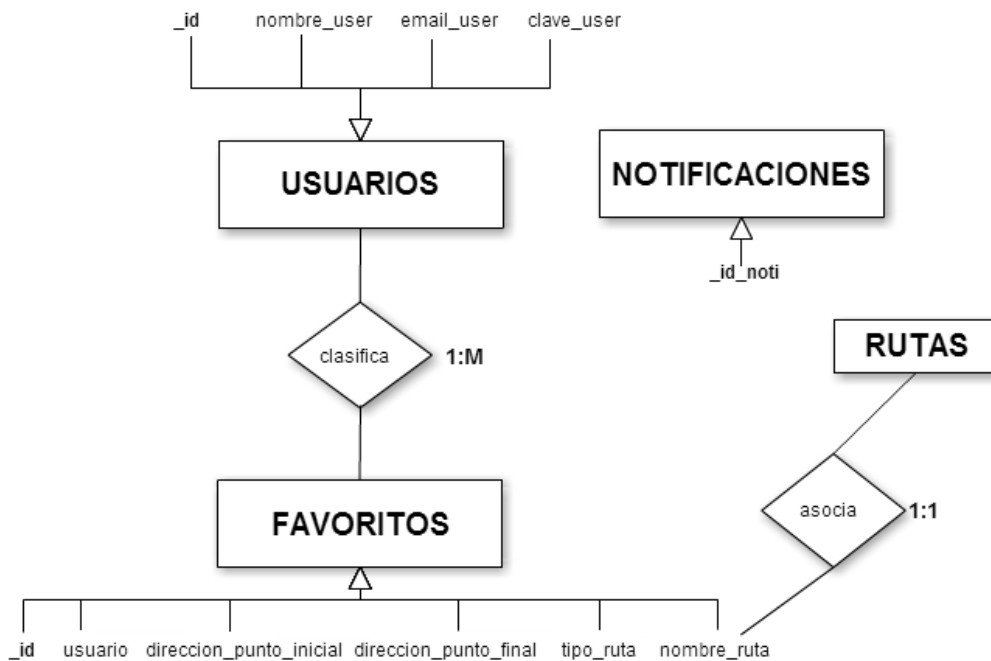 _id nombre_user email_user clave_user
USUARIOS
NOTIFICACIONES
_id_noti
RUTAS
clasifica 1:M
FAVORITOS
asocia 1:1
_id usuario direccion_punto_inicial direccion_punto_final tipo_ruta nombre_ruta